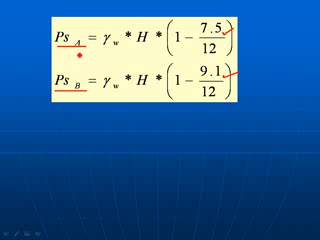 Ps_A = γ_w * H * (1 − 7.5/12)
Ps_B = γ_w * H * (1 − 9.1/12)